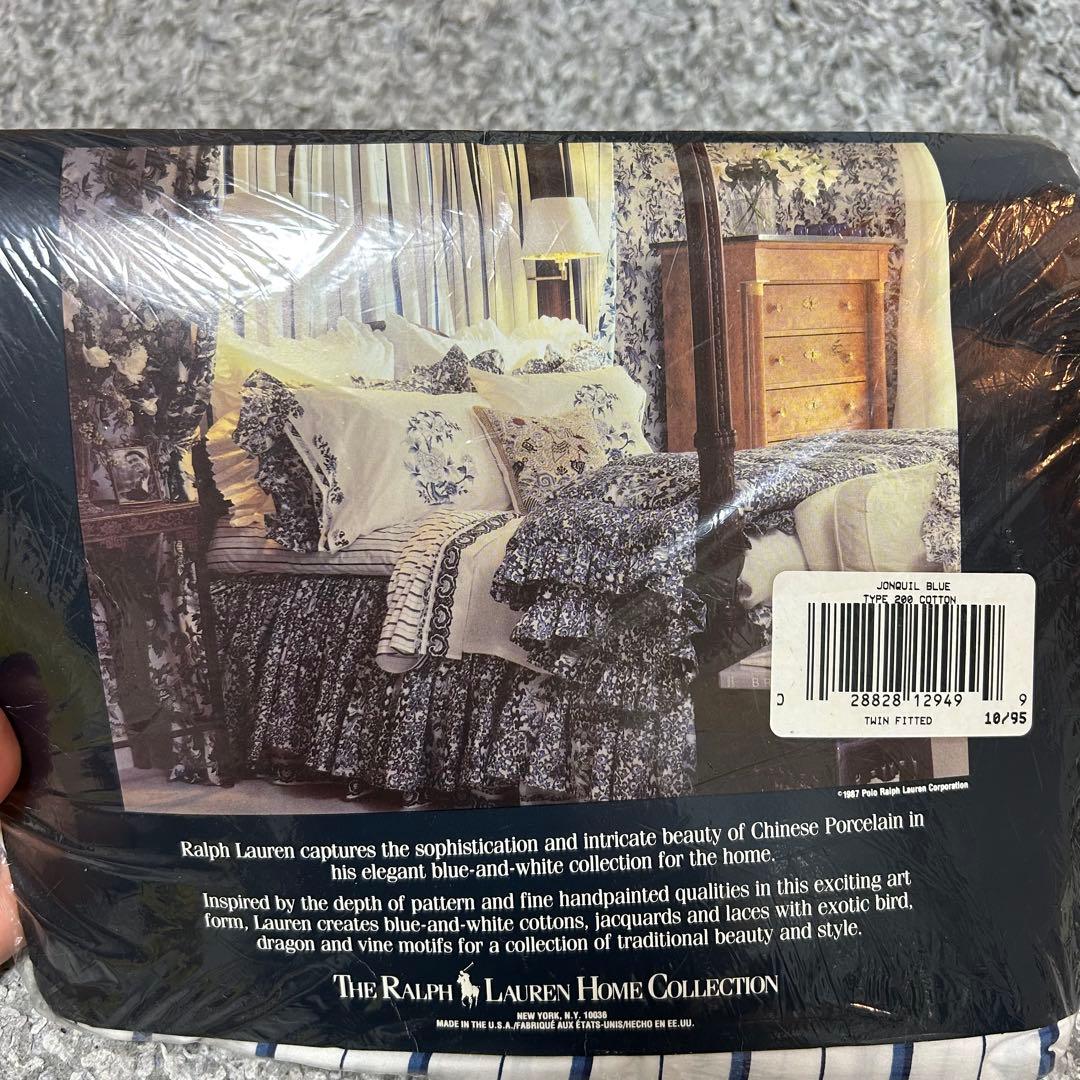 JONQUIL BLUE
TYPE 200 COTTON
0 28828 12949 9
TWIN FITTED
10/95
©1987 Polo Ralph Lauren Corporation
Ralph Lauren captures the sophistication and intricate beauty of Chinese Porcelain in
his elegant blue-and-white collection for the home.
Inspired by the depth of pattern and fine handpainted qualities in this exciting art
form, Lauren creates blue-and-white cottons, jacquards and laces with exotic bird,
dragon and vine motifs for a collection of traditional beauty and style.
THE RALPH LAUREN HOME COLLECTION
NEW YORK, N.Y. 10036
MADE IN THE U.S.A./FABRIQUÉ AUX ÉTATS-UNIS/HECHO EN EE.UU.